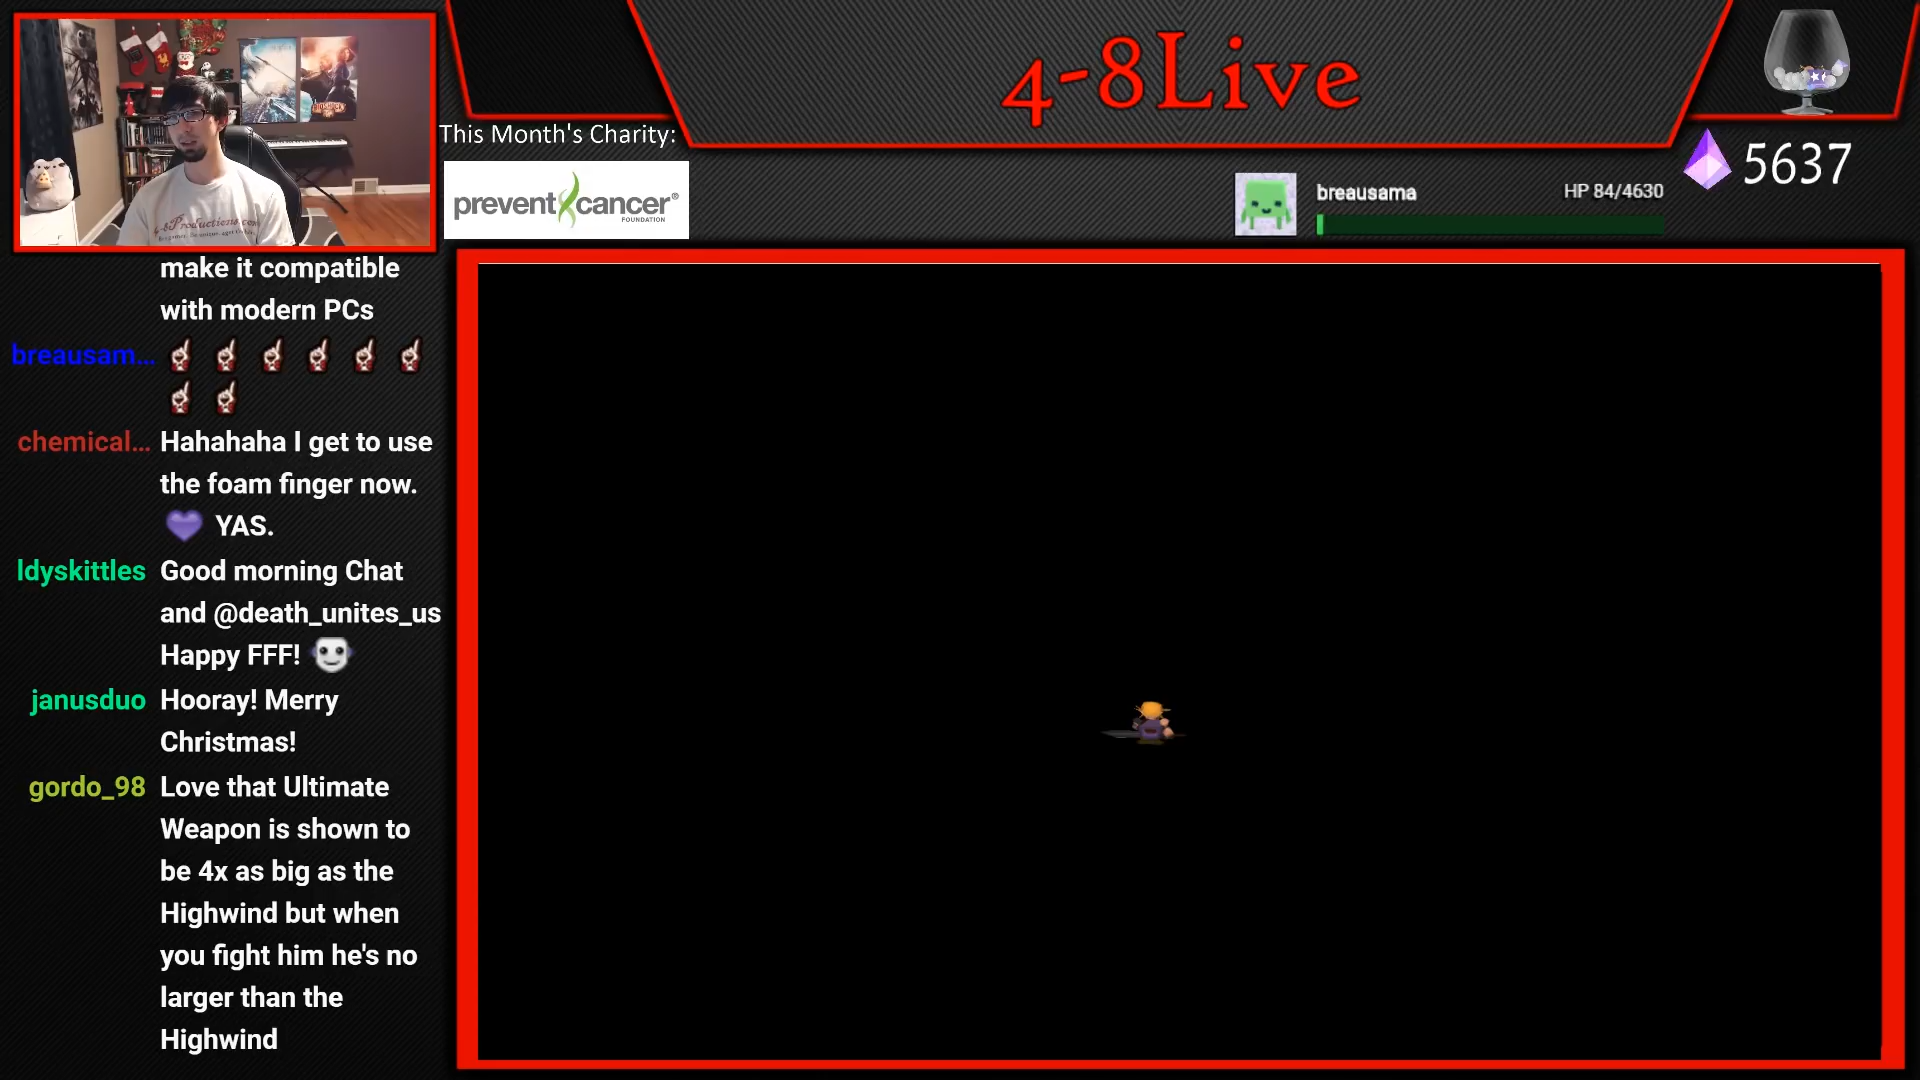 4-8Live
This Month's Charity:
prevent cancer®
FOUNDATION
breausama
HP 84/4630
5637
4-8Productions.com
make it compatible
with modern PCs
breausam...
chemical... Hahahaha I get to use
the foam finger now.
YAS.
ldyskittles Good morning Chat
and @death_unites_us
Happy FFF!
janusduo Hooray! Merry
Christmas!
gordo_98 Love that Ultimate
Weapon is shown to
be 4x as big as the
Highwind but when
you fight him he's no
larger than the
Highwind